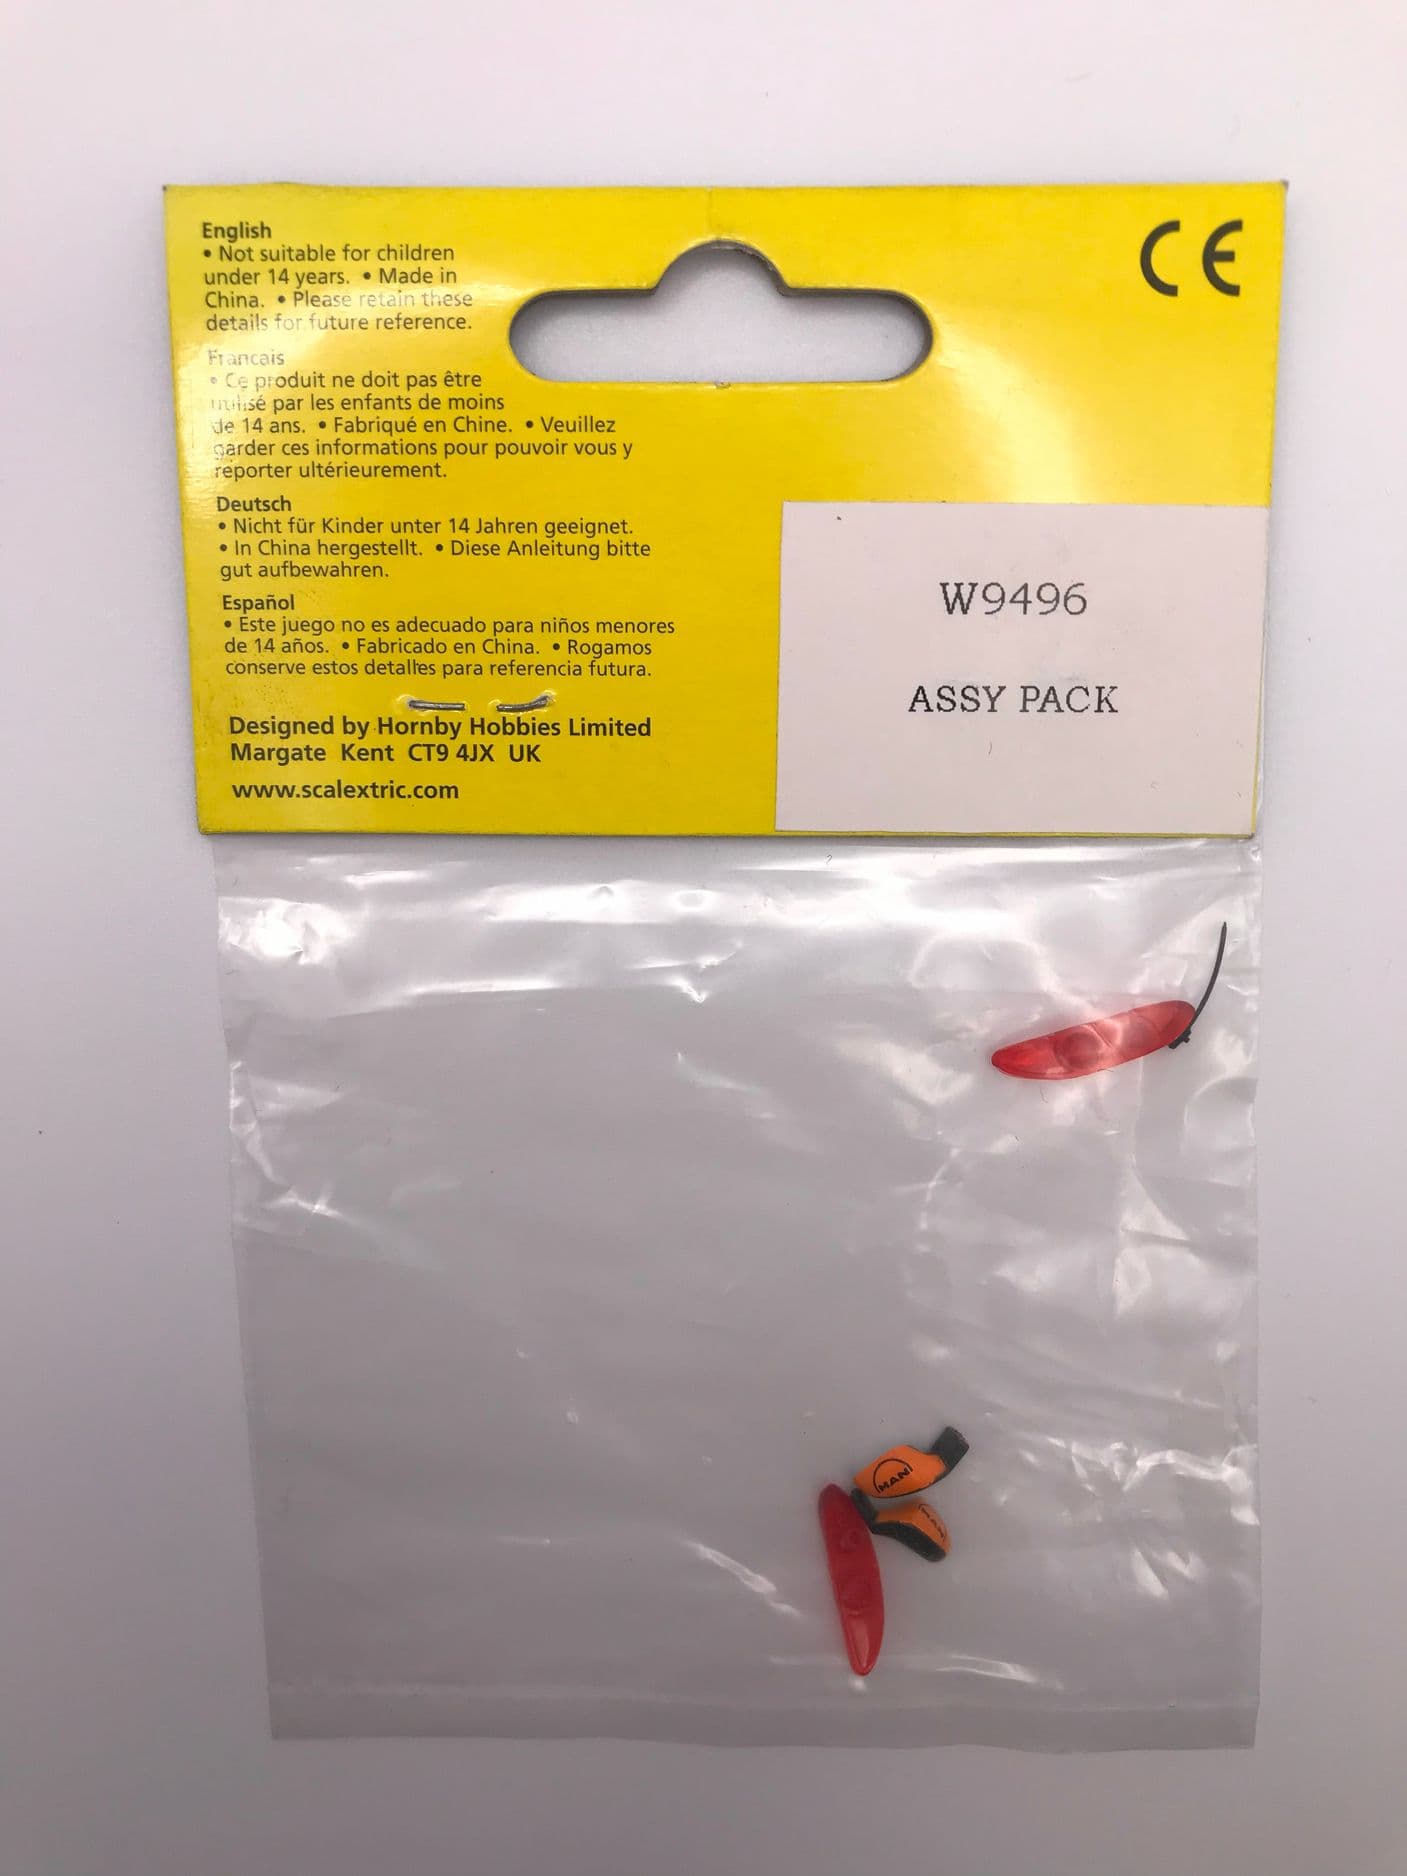 English
• Not suitable for children
under 14 years. • Made in
China. • Please retain these
details for future reference.
Francais
• Ce produit ne doit pas être
utilisé par les enfants de moins
de 14 ans. • Fabriqué en Chine. • Veuillez
garder ces informations pour pouvoir vous y
reporter ultérieurement.
Deutsch
• Nicht für Kinder unter 14 Jahren geeignet.
• In China hergestellt. • Diese Anleitung bitte
gut aufbewahren.
Español
• Este juego no es adecuado para niños menores
de 14 años. • Fabricado en China. • Rogamos
conserve estos detalles para referencia futura.
Designed by Hornby Hobbies Limited
Margate Kent CT9 4JX UK
www.scalextric.com
CE
W9496
ASSY PACK
MAN
MAN